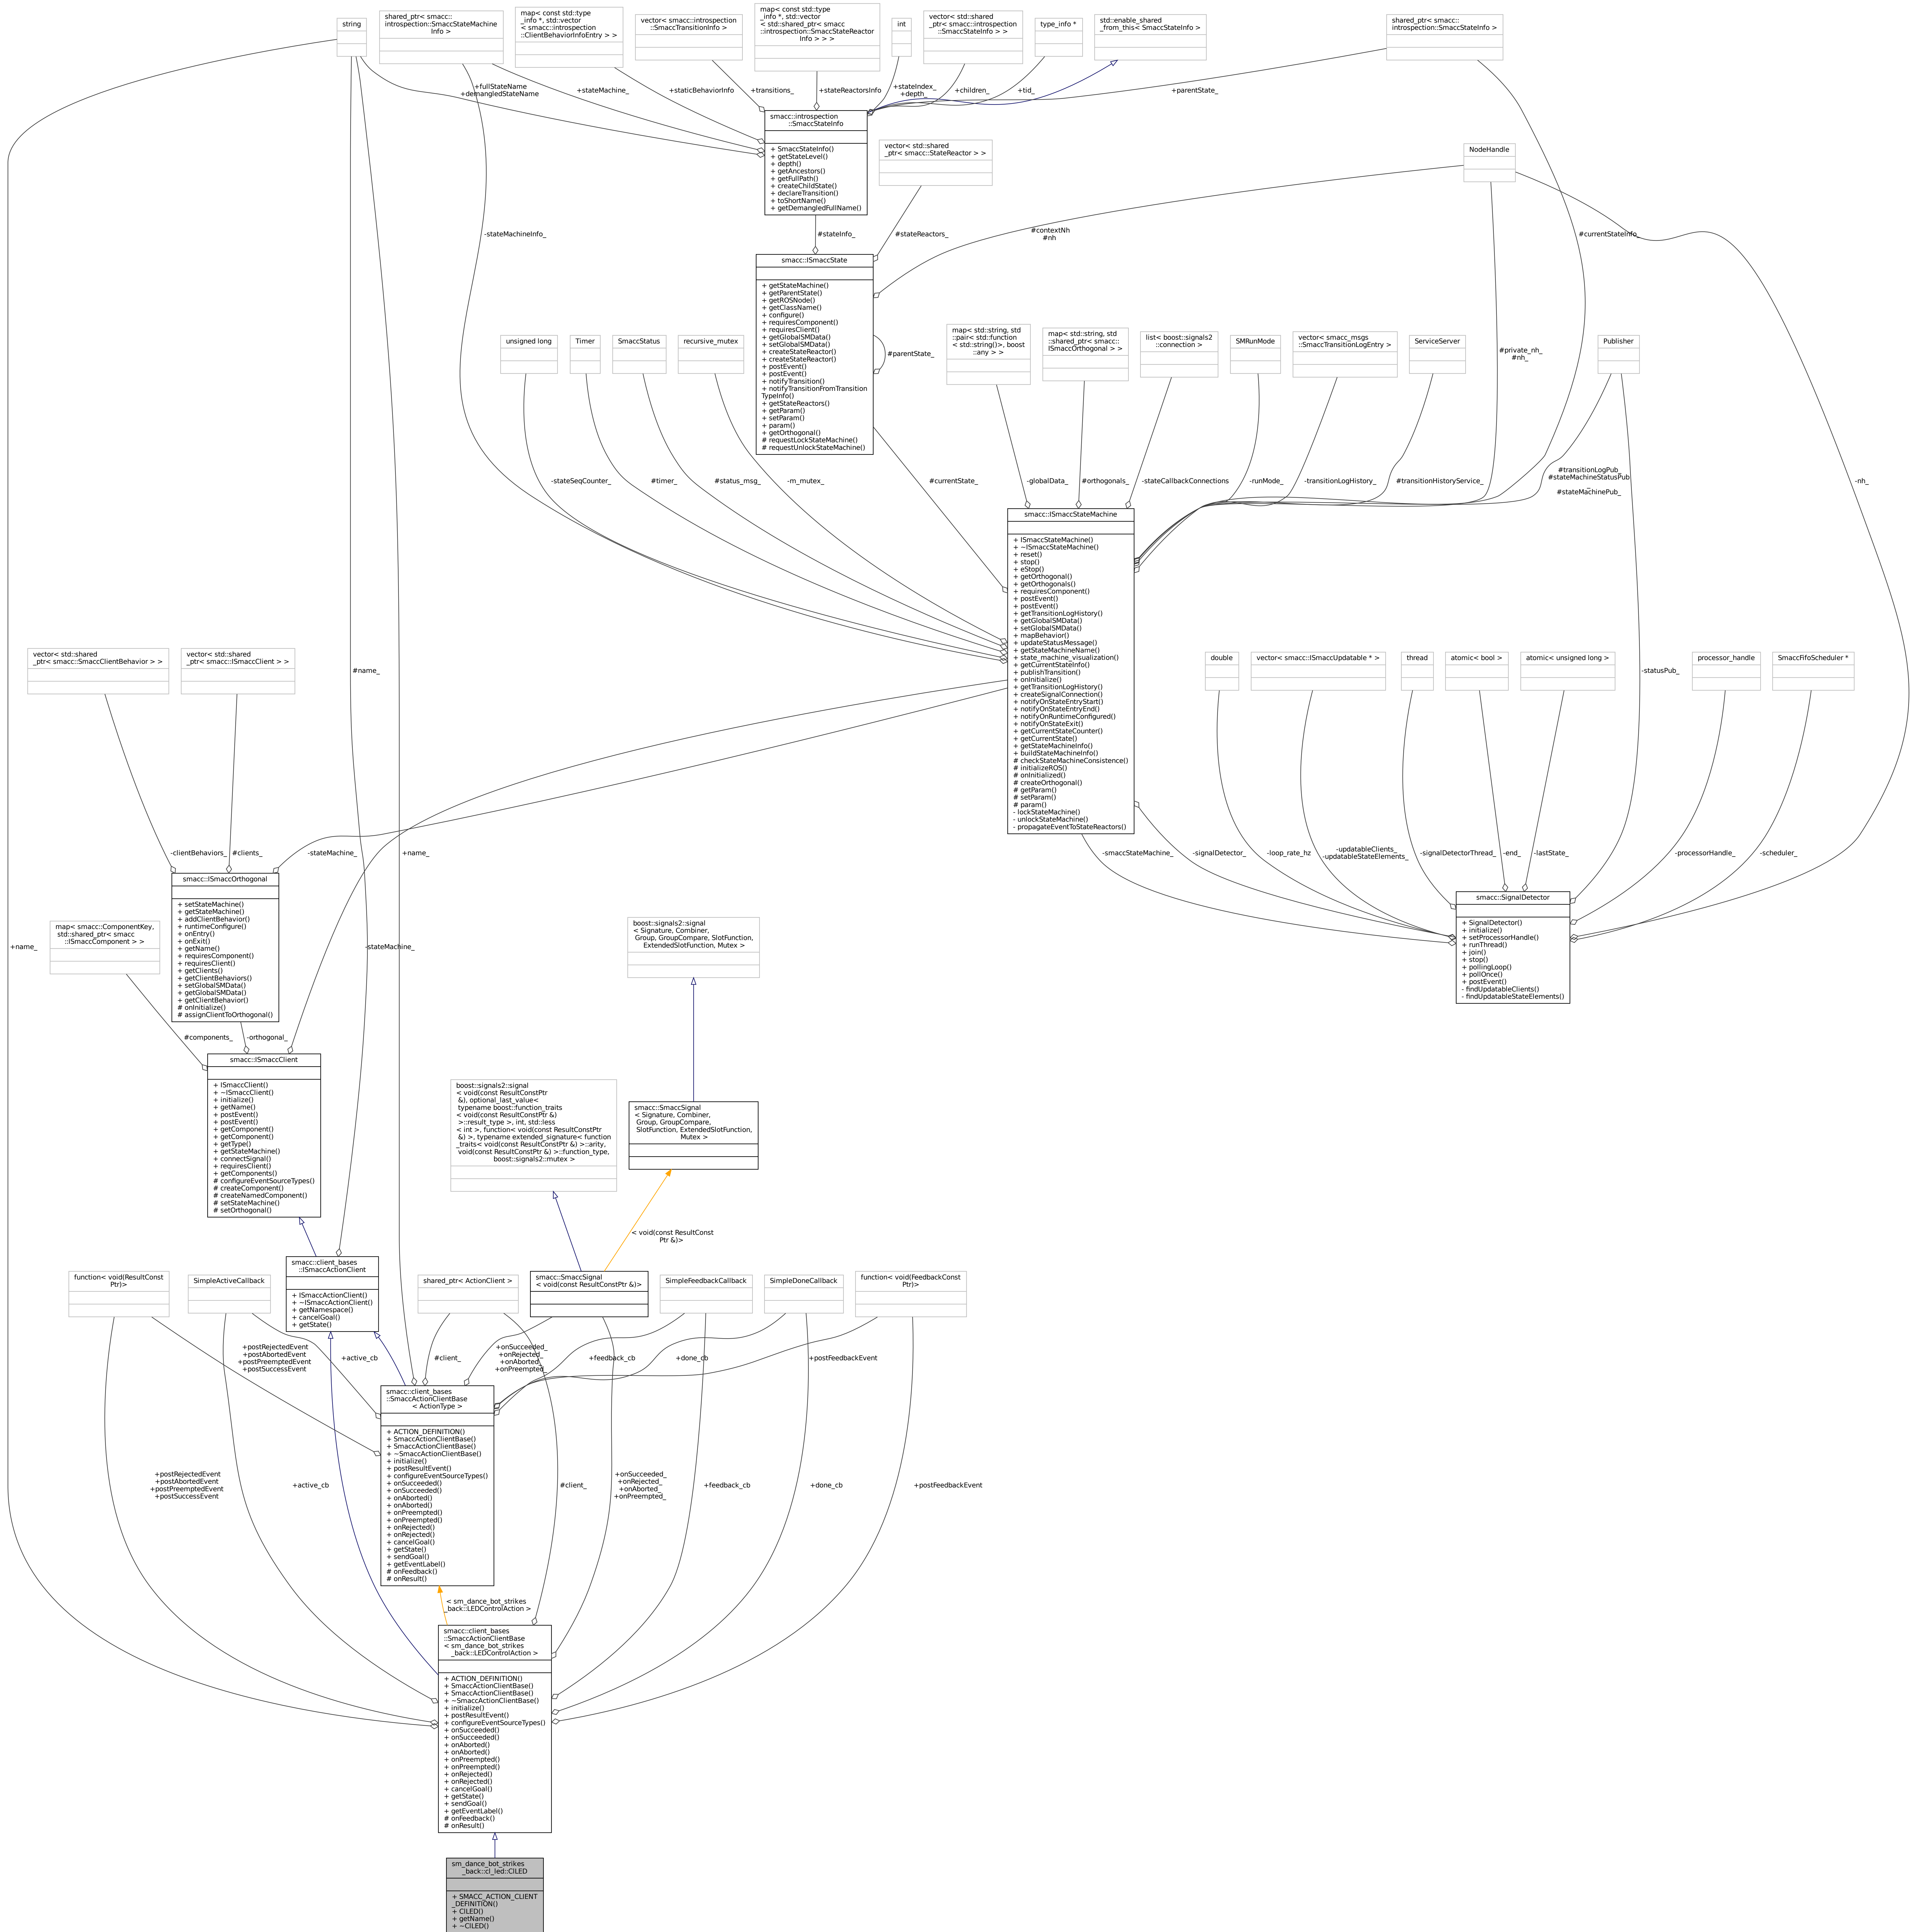 string
shared_ptr< smacc::
introspection::SmaccStateMachine
Info >
map< const std::type
_info *, std::vector
< smacc::introspection
::ClientBehaviorInfoEntry > >
vector< smacc::introspection
::SmaccTransitionInfo >
map< const std::type
_info *, std::vector
< std::shared_ptr< smacc
::introspection::SmaccStateReactor
Info > > >
int
vector< std::shared
_ptr< smacc::introspection
::SmaccStateInfo > >
type_info *
std::enable_shared
_from_this< SmaccStateInfo >
shared_ptr< smacc::
introspection::SmaccStateInfo >
+fullStateName
+demangledStateName
+stateMachine_
+staticBehaviorInfo
+transitions_
+stateReactorsInfo
+stateIndex_
+depth_
+children_
+tid_
+parentState_
smacc::introspection
::SmaccStateInfo
+ SmaccStateInfo()
+ getStateLevel()
+ depth()
+ getAncestors()
+ getFullPath()
+ createChildState()
+ declareTransition()
+ toShortName()
+ getDemangledFullName()
vector< std::shared
_ptr< smacc::StateReactor > >
NodeHandle
-stateMachineInfo_
#stateInfo_
#stateReactors_
#contextNh
#nh
#currentStateInfo_
smacc::ISmaccState
+ getStateMachine()
+ getParentState()
+ getROSNode()
+ getClassName()
+ configure()
+ requiresComponent()
+ requiresClient()
+ getGlobalSMData()
+ setGlobalSMData()
+ createStateReactor()
+ createStateReactor()
+ postEvent()
+ postEvent()
+ notifyTransition()
+ notifyTransitionFromTransition
TypeInfo()
+ getStateReactors()
+ getParam()
+ setParam()
+ param()
+ getOrthogonal()
# requestLockStateMachine()
# requestUnlockStateMachine()
#parentState_
unsigned long
Timer
SmaccStatus
recursive_mutex
map< std::string, std
::pair< std::function
< std::string()>, boost
::any > >
map< std::string, std
::shared_ptr< smacc::
ISmaccOrthogonal > >
list< boost::signals2
::connection >
SMRunMode
vector< smacc_msgs
::SmaccTransitionLogEntry >
ServiceServer
#private_nh_
#nh_
Publisher
-stateSeqCounter_
#timer_
#status_msg_
-m_mutex_
#currentState_
-globalData_
#orthogonals_
-stateCallbackConnections
-runMode_
-transitionLogHistory_
#transitionHistoryService_
#transitionLogPub_
#stateMachineStatusPub
_
#stateMachinePub_
-nh_
smacc::ISmaccStateMachine
+ ISmaccStateMachine()
+ ~ISmaccStateMachine()
+ reset()
+ stop()
+ eStop()
+ getOrthogonal()
+ getOrthogonals()
+ requiresComponent()
+ postEvent()
+ postEvent()
+ getTransitionLogHistory()
+ getGlobalSMData()
+ setGlobalSMData()
+ mapBehavior()
+ updateStatusMessage()
+ getStateMachineName()
+ state_machine_visualization()
+ getCurrentStateInfo()
+ publishTransition()
+ onInitialize()
+ getTransitionLogHistory()
+ createSignalConnection()
+ notifyOnStateEntryStart()
+ notifyOnStateEntryEnd()
+ notifyOnRuntimeConfigured()
+ notifyOnStateExit()
+ getCurrentStateCounter()
+ getCurrentState()
+ getStateMachineInfo()
+ buildStateMachineInfo()
# checkStateMachineConsistence()
# initializeROS()
# onInitialized()
# createOrthogonal()
# getParam()
# setParam()
# param()
- lockStateMachine()
- unlockStateMachine()
- propagateEventToStateReactors()
vector< std::shared
_ptr< smacc::SmaccClientBehavior > >
vector< std::shared
_ptr< smacc::ISmaccClient > >
#name_
double
vector< smacc::ISmaccUpdatable * >
thread
atomic< bool >
atomic< unsigned long >
-statusPub_
processor_handle
SmaccFifoScheduler *
-clientBehaviors_
#clients_
-stateMachine_
+name_
-smaccStateMachine_
-signalDetector_
-loop_rate_hz
-updatableClients_
-updatableStateElements_
-signalDetectorThread_
-end_
-lastState_
-processorHandle_
-scheduler_
smacc::ISmaccOrthogonal
+ setStateMachine()
+ getStateMachine()
+ addClientBehavior()
+ runtimeConfigure()
+ onEntry()
+ onExit()
+ getName()
+ requiresComponent()
+ requiresClient()
+ getClients()
+ getClientBehaviors()
+ setGlobalSMData()
+ getGlobalSMData()
+ getClientBehavior()
# onInitialize()
# assignClientToOrthogonal()
smacc::SignalDetector
+ SignalDetector()
+ initialize()
+ setProcessorHandle()
+ runThread()
+ join()
+ stop()
+ pollingLoop()
+ pollOnce()
+ postEvent()
- findUpdatableClients()
- findUpdatableStateElements()
map< smacc::ComponentKey,
std::shared_ptr< smacc
::ISmaccComponent > >
+name_
-stateMachine_
boost::signals2::signal
< Signature, Combiner,
Group, GroupCompare, SlotFunction,
ExtendedSlotFunction, Mutex >
#components_
-orthogonal_
smacc::ISmaccClient
+ ISmaccClient()
+ ~ISmaccClient()
+ initialize()
+ getName()
+ postEvent()
+ postEvent()
+ getComponent()
+ getComponent()
+ getType()
+ getStateMachine()
+ connectSignal()
+ requiresClient()
+ getComponents()
# configureEventSourceTypes()
# createComponent()
# createNamedComponent()
# setStateMachine()
# setOrthogonal()
boost::signals2::signal
< void(const ResultConstPtr
&), optional_last_value<
typename boost::function_traits
< void(const ResultConstPtr &)
>::result_type >, int, std::less
< int >, function< void(const ResultConstPtr
&) >, typename extended_signature< function
_traits< void(const ResultConstPtr &) >::arity,
void(const ResultConstPtr &) >::function_type,
boost::signals2::mutex >
smacc::SmaccSignal
< Signature, Combiner,
Group, GroupCompare,
SlotFunction, ExtendedSlotFunction,
Mutex >
< void(const ResultConst
Ptr &)>
function< void(ResultConst
Ptr)>
SimpleActiveCallback
smacc::client_bases
::ISmaccActionClient
+ ISmaccActionClient()
+ ~ISmaccActionClient()
+ getNamespace()
+ cancelGoal()
+ getState()
shared_ptr< ActionClient >
smacc::SmaccSignal
< void(const ResultConstPtr &)>
SimpleFeedbackCallback
SimpleDoneCallback
function< void(FeedbackConst
Ptr)>
+postRejectedEvent
+postAbortedEvent
+postPreemptedEvent
+postSuccessEvent
+active_cb
#client_
+onSucceeded_
+onRejected_
+onAborted_
+onPreempted_
+feedback_cb
+done_cb
+postFeedbackEvent
smacc::client_bases
::SmaccActionClientBase
< ActionType >
+ ACTION_DEFINITION()
+ SmaccActionClientBase()
+ SmaccActionClientBase()
+ ~SmaccActionClientBase()
+ initialize()
+ postResultEvent()
+ configureEventSourceTypes()
+ onSucceeded()
+ onSucceeded()
+ onAborted()
+ onAborted()
+ onPreempted()
+ onPreempted()
+ onRejected()
+ onRejected()
+ cancelGoal()
+ getState()
+ sendGoal()
+ getEventLabel()
# onFeedback()
# onResult()
+postRejectedEvent
+postAbortedEvent
+postPreemptedEvent
+postSuccessEvent
+active_cb
#client_
+onSucceeded_
+onRejected_
+onAborted_
+onPreempted_
+feedback_cb
+done_cb
+postFeedbackEvent
< sm_dance_bot_strikes
_back::LEDControlAction >
smacc::client_bases
::SmaccActionClientBase
< sm_dance_bot_strikes
_back::LEDControlAction >
+ ACTION_DEFINITION()
+ SmaccActionClientBase()
+ SmaccActionClientBase()
+ ~SmaccActionClientBase()
+ initialize()
+ postResultEvent()
+ configureEventSourceTypes()
+ onSucceeded()
+ onSucceeded()
+ onAborted()
+ onAborted()
+ onPreempted()
+ onPreempted()
+ onRejected()
+ onRejected()
+ cancelGoal()
+ getState()
+ sendGoal()
+ getEventLabel()
# onFeedback()
# onResult()
sm_dance_bot_strikes
_back::cl_led::ClLED
+ SMACC_ACTION_CLIENT
_DEFINITION()
+ ClLED()
+ getName()
+ ~ClLED()